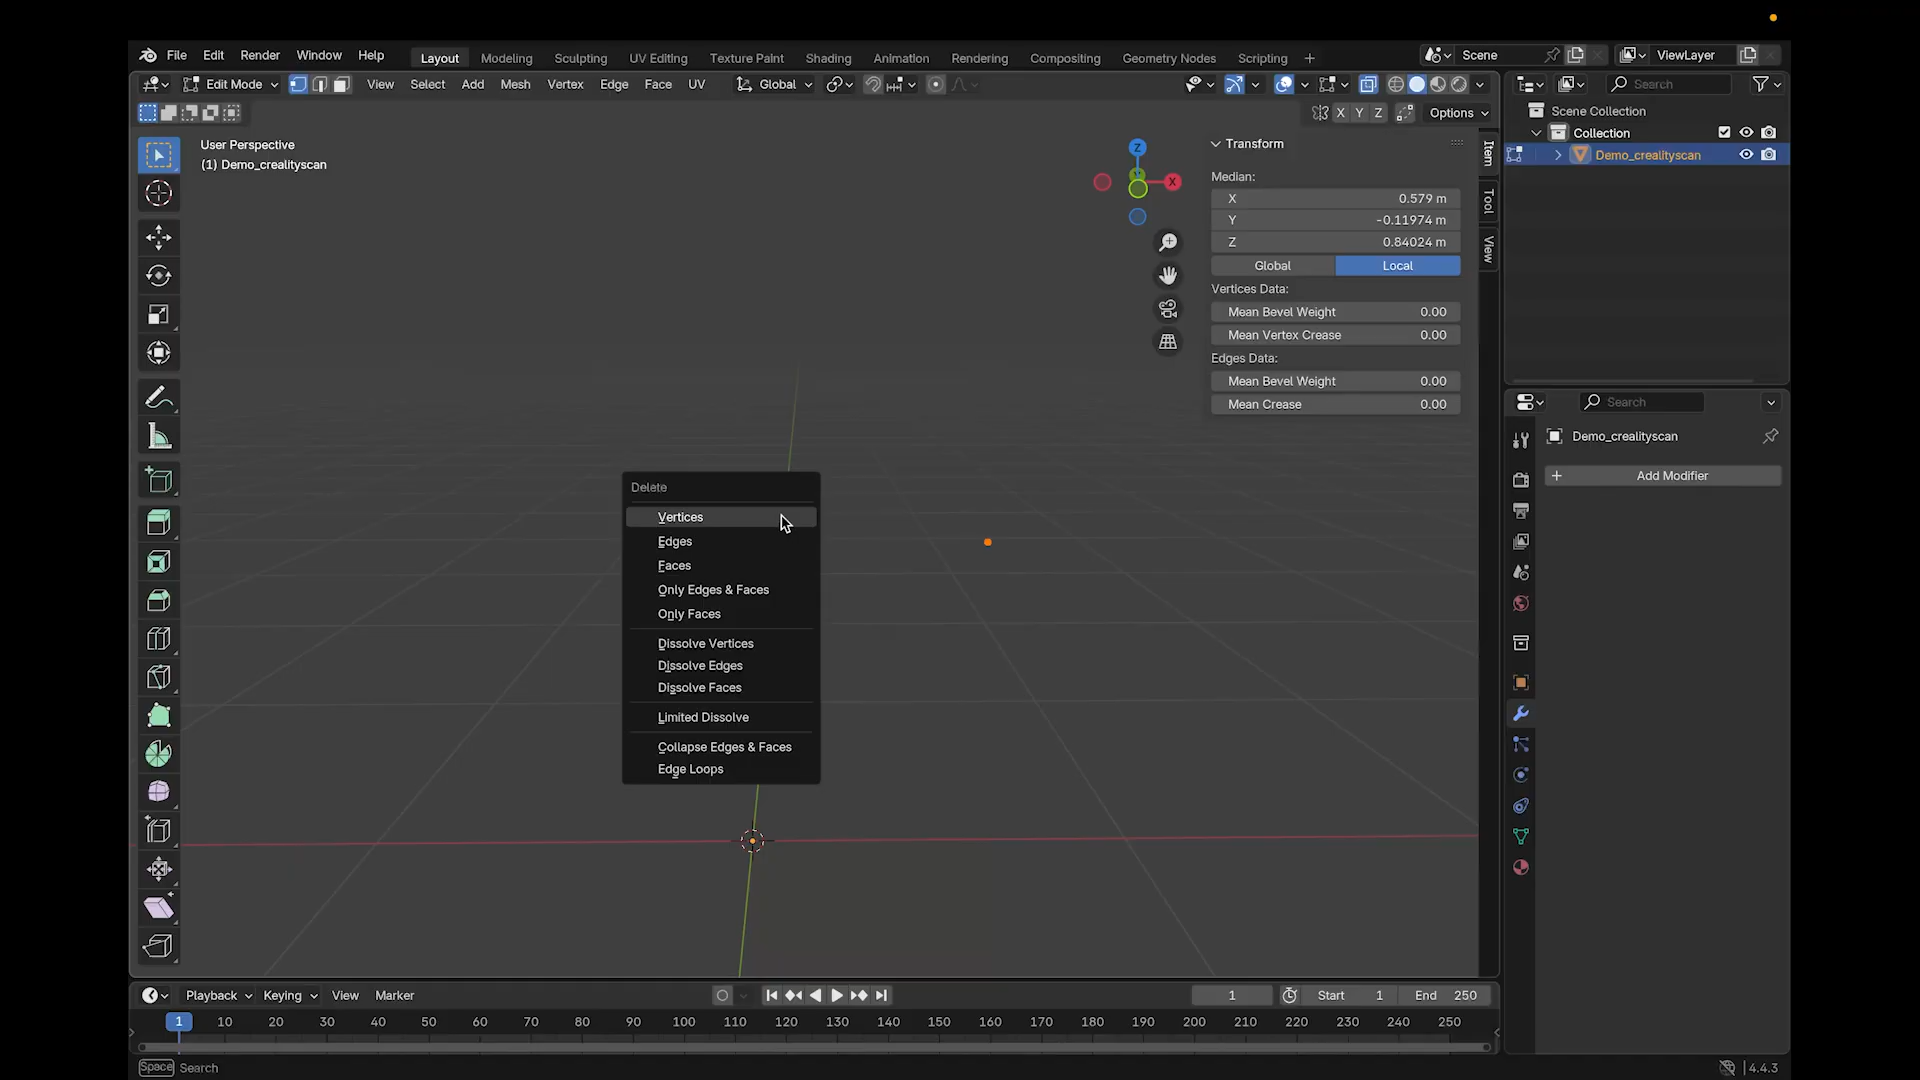 File Edit Render Window Help Layout Modeling Sculpting UV Editing Texture Paint Shading Animation Rendering Compositing Geometry Nodes Scripting + Scene ViewLayer
Edit Mode View Select Add Mesh Vertex Edge Face UV Global Search
X Y Z Options
Scene Collection
Collection
Demo_crealityscan
User Perspective
(1) Demo_crealityscan
Z
X
Transform
Median:
X 0.579 m
Y -0.11974 m
Z 0.84024 m
Global Local
Vertices Data:
Mean Bevel Weight 0.00
Mean Vertex Crease 0.00
Edges Data:
Mean Bevel Weight 0.00
Mean Crease 0.00
Item
Tool
View
Search
Demo_crealityscan
+ Add Modifier
Delete
Vertices
Edges
Faces
Only Edges & Faces
Only Faces
Dissolve Vertices
Dissolve Edges
Dissolve Faces
Limited Dissolve
Collapse Edges & Faces
Edge Loops
Playback Keying View Marker 1 Start 1 End 250
1 10 20 30 40 50 60 70 80 90 100 110 120 130 140 150 160 170 180 190 200 210 220 230 240 250
Space Search 4.4.3